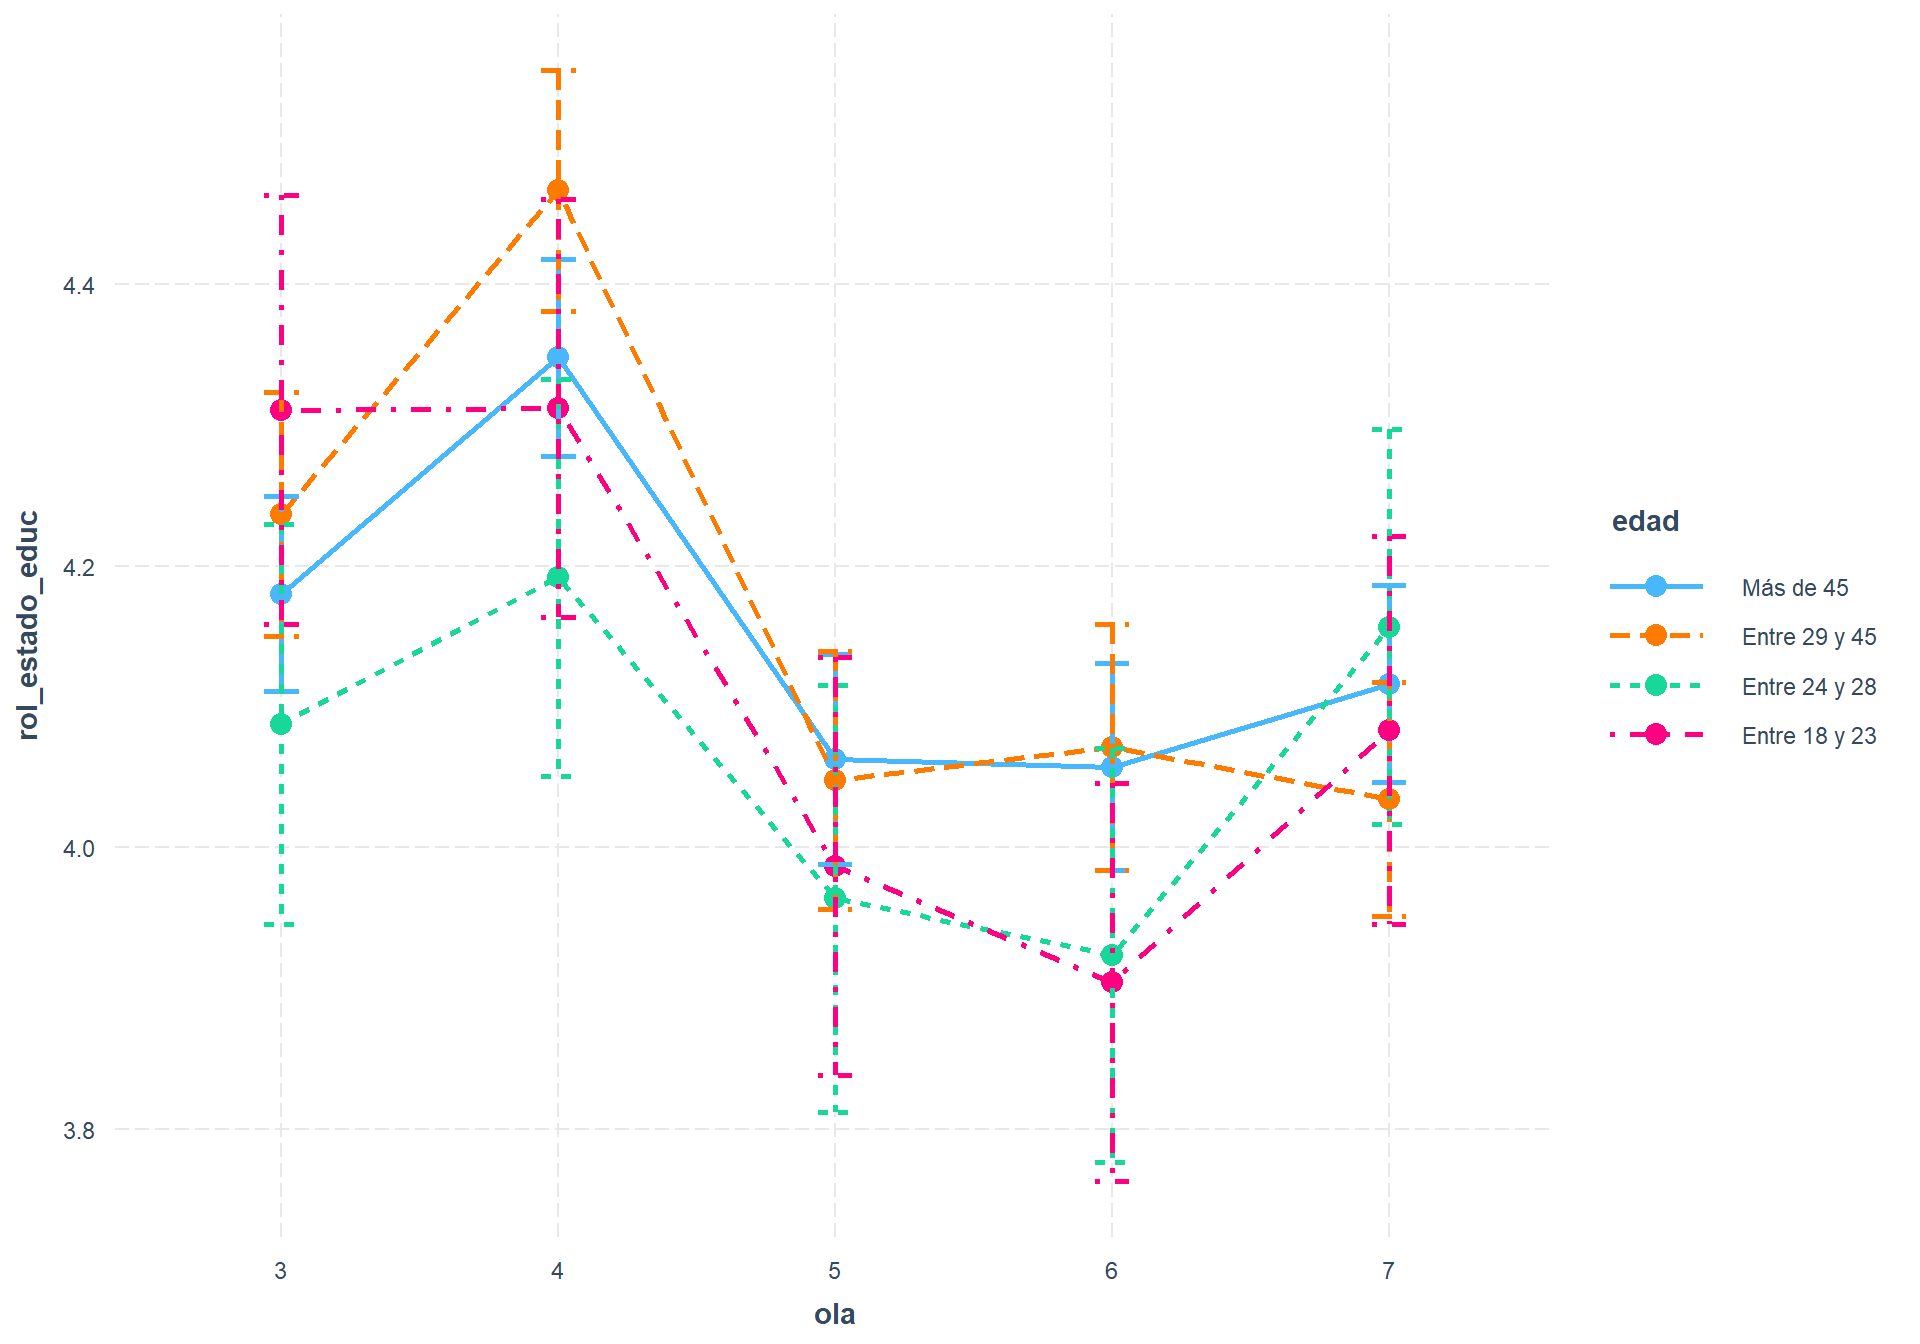 rol_estado_educ
4.4
4.2
4.0
3.8
3
4
5
6
7
ola
edad
Más de 45
Entre 29 y 45
Entre 24 y 28
Entre 18 y 23